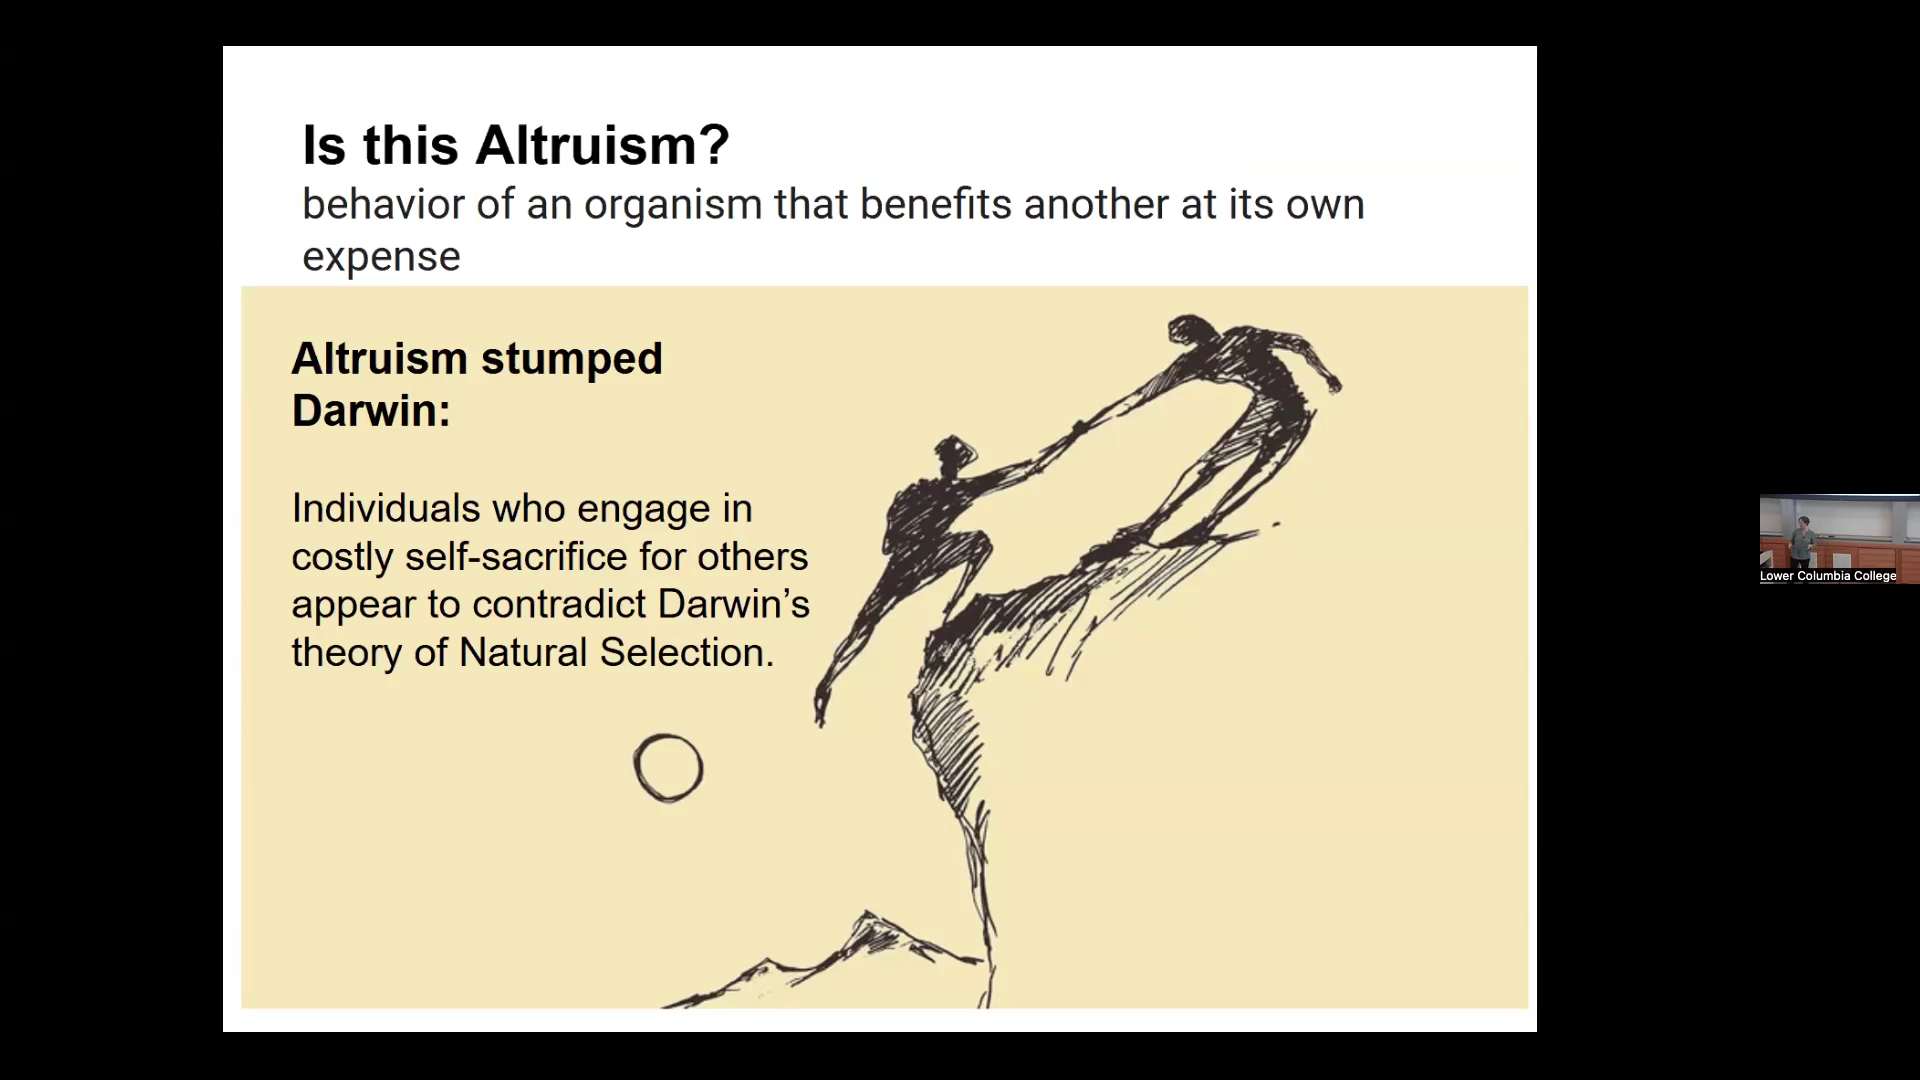 Is this Altruism?
behavior of an organism that benefits another at its own
expense
Altruism stumped
Darwin:
Individuals who engage in
costly self-sacrifice for others
appear to contradict Darwin’s
theory of Natural Selection.
Lower Columbia College